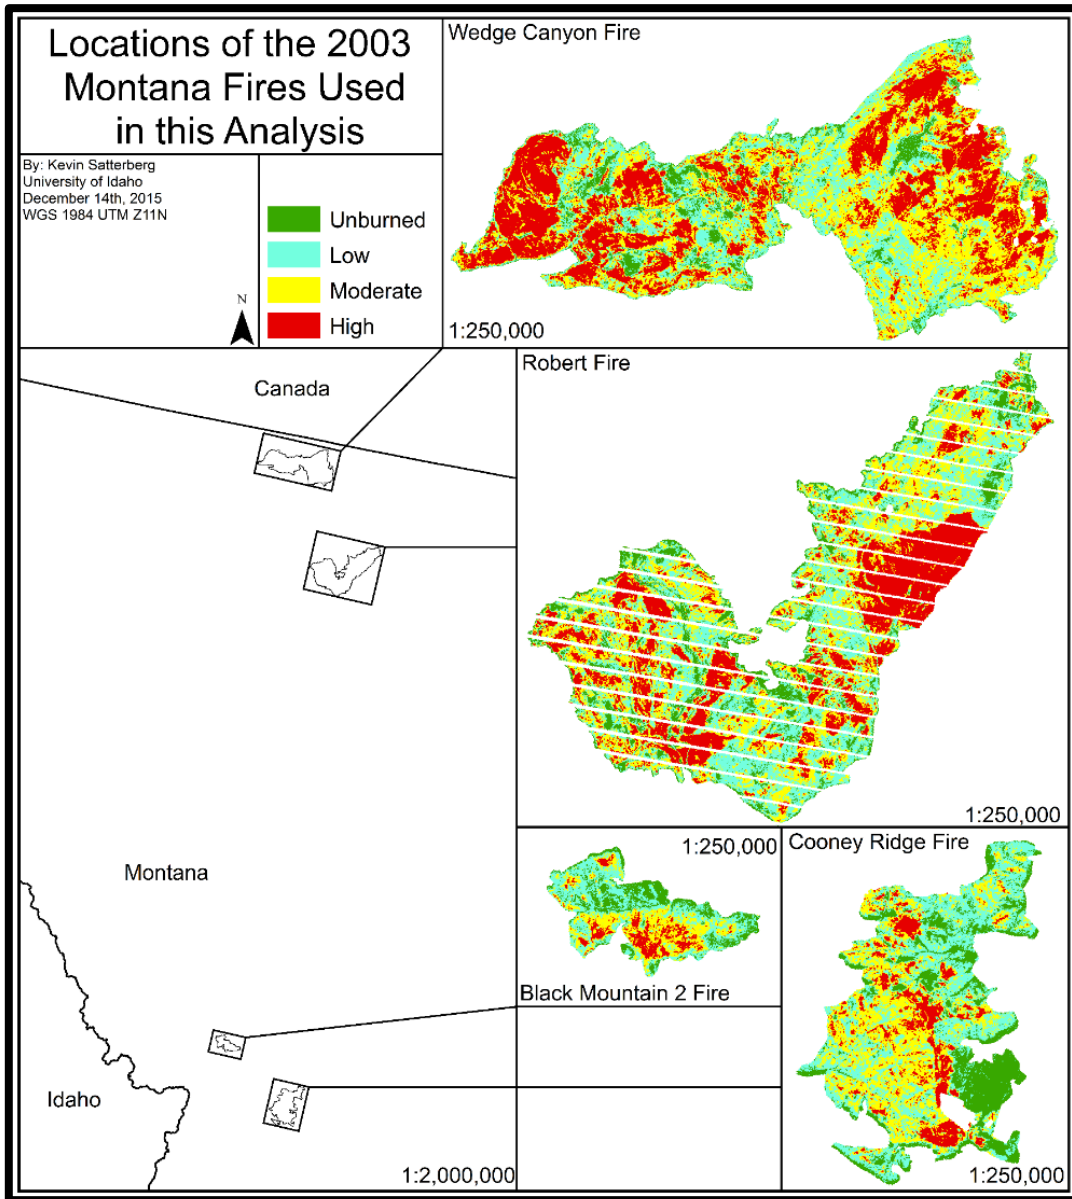 Locations of the 2003
Montana Fires Used
in this Analysis
By: Kevin Satterberg
University of Idaho
December 14th, 2015
WGS 1984 UTM Z11N
N
Unburned
Low
Moderate
High
Wedge Canyon Fire
1:250,000
Canada
Montana
Idaho
1:2,000,000
Robert Fire
1:250,000
1:250,000
Black Mountain 2 Fire
Cooney Ridge Fire
1:250,000